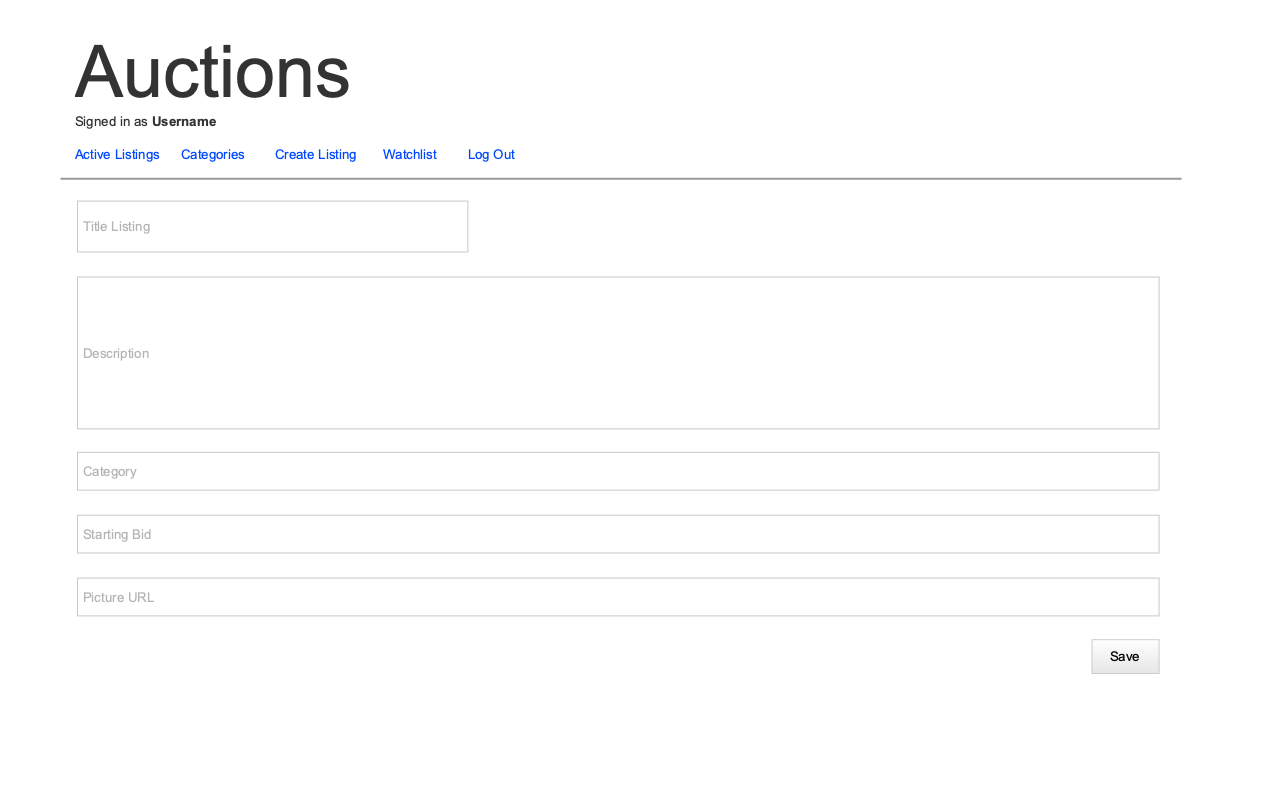 Auctions
Signed in as Username
Active Listings Categories Create Listing Watchlist Log Out
Title Listing
Description
Category
Starting Bid
Picture URL
Save